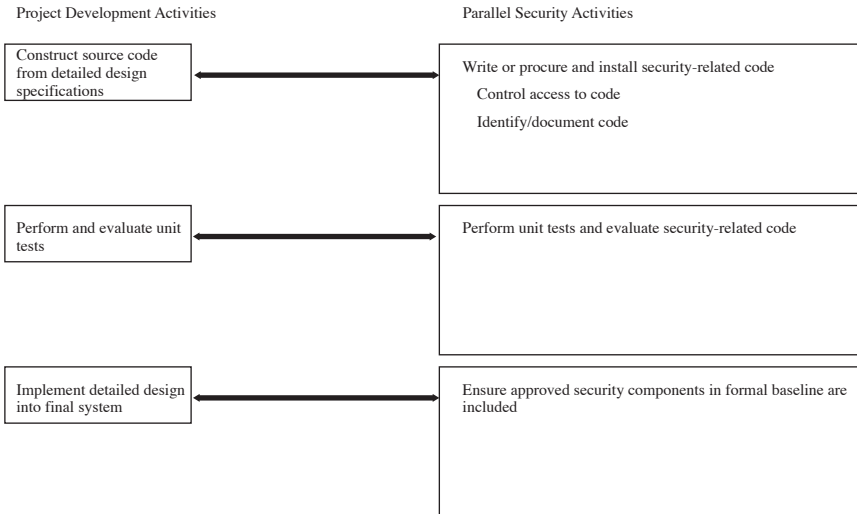 Project Development Activities
Parallel Security Activities
Construct source code
from detailed design
specifications
Write or procure and install security-related code
Control access to code
Identify/document code
Perform and evaluate unit
tests
Perform unit tests and evaluate security-related code
Implement detailed design
into final system
Ensure approved security components in formal baseline are
included